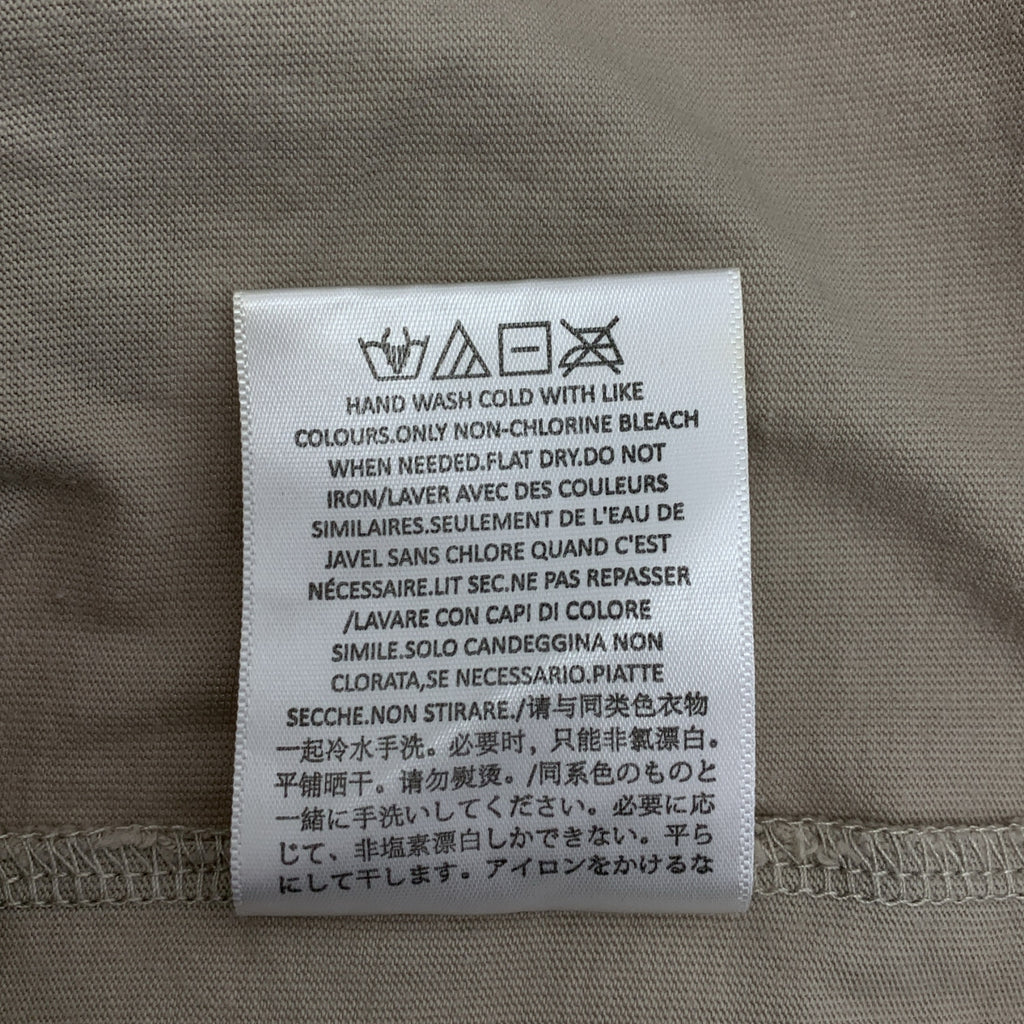 HAND WASH COLD WITH LIKE
COLOURS.ONLY NON-CHLORINE BLEACH
WHEN NEEDED.FLAT DRY.DO NOT
IRON/LAVER AVEC DES COULEURS
SIMILAIRES.SEULEMENT DE L'EAU DE
JAVEL SANS CHLORE QUAND C'EST
NÉCESSAIRE.LIT SEC.NE PAS REPASSER
/LAVARE CON CAPI DI COLORE
SIMILE.SOLO CANDEGGINA NON
CLORATA,SE NECESSARIO.PIATTE
SECCHE.NON STIRARE./请与同类色衣物
一起冷水手洗。必要时，只能非氯漂白。
平铺晒干。请勿熨烫。/同系色のものと
一緒に手洗いしてください。必要に応
じて、非塩素漂白しかできない。平ら
にして干します。アイロンをかけるな